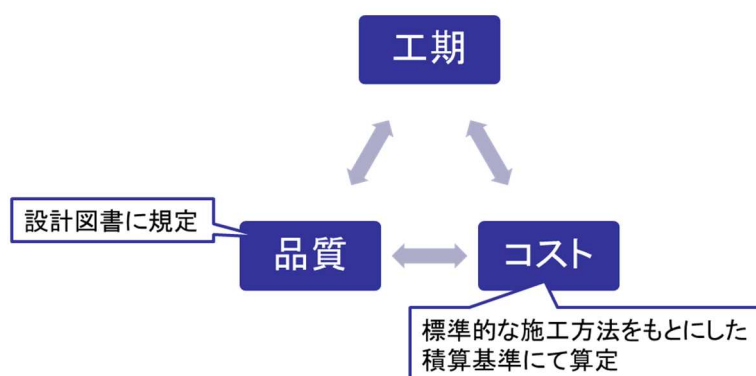 工期
設計図書に規定
品質
コスト
標準的な施工方法をもとにした
積算基準にて算定